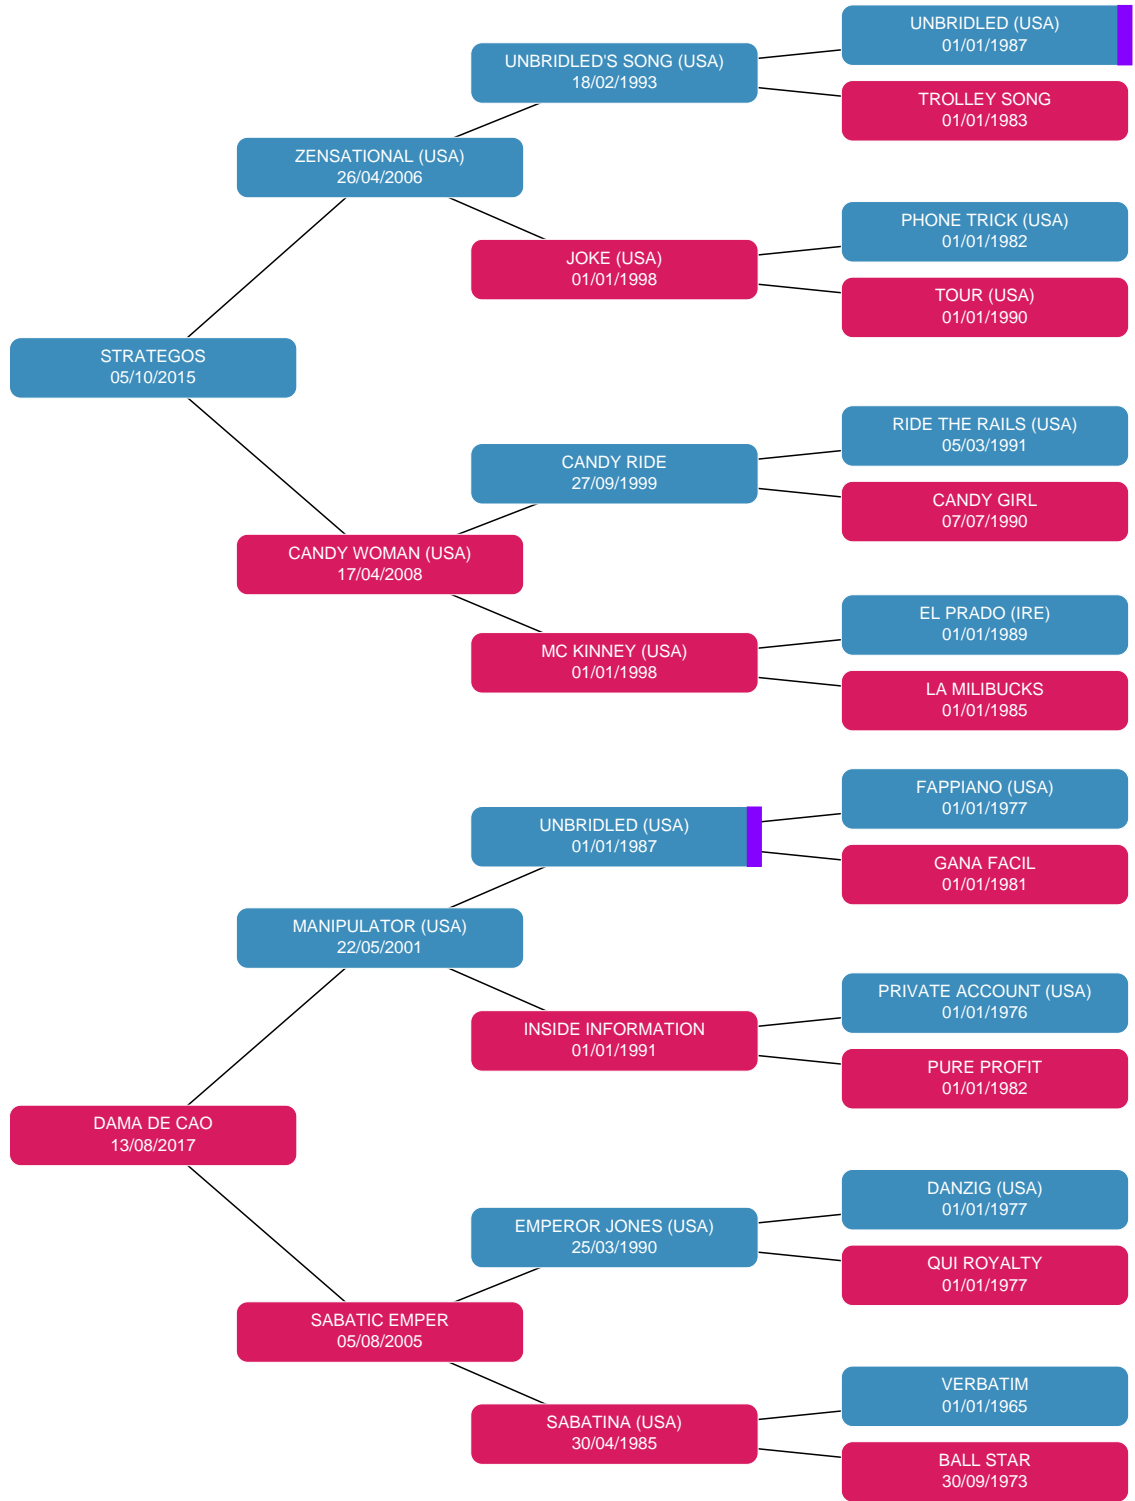 UNBRIDLED (USA)
01/01/1987
UNBRIDLED'S SONG (USA)
18/02/1993
TROLLEY SONG
01/01/1983
ZENSATIONAL (USA)
26/04/2006
PHONE TRICK (USA)
01/01/1982
JOKE (USA)
01/01/1998
TOUR (USA)
01/01/1990
STRATEGOS
05/10/2015
RIDE THE RAILS (USA)
05/03/1991
CANDY RIDE
27/09/1999
CANDY GIRL
07/07/1990
CANDY WOMAN (USA)
17/04/2008
EL PRADO (IRE)
01/01/1989
MC KINNEY (USA)
01/01/1998
LA MILIBUCKS
01/01/1985
FAPPIANO (USA)
01/01/1977
UNBRIDLED (USA)
01/01/1987
GANA FACIL
01/01/1981
MANIPULATOR (USA)
22/05/2001
PRIVATE ACCOUNT (USA)
01/01/1976
INSIDE INFORMATION
01/01/1991
PURE PROFIT
01/01/1982
DAMA DE CAO
13/08/2017
DANZIG (USA)
01/01/1977
EMPEROR JONES (USA)
25/03/1990
QUI ROYALTY
01/01/1977
SABATIC EMPER
05/08/2005
VERBATIM
01/01/1965
SABATINA (USA)
30/04/1985
BALL STAR
30/09/1973